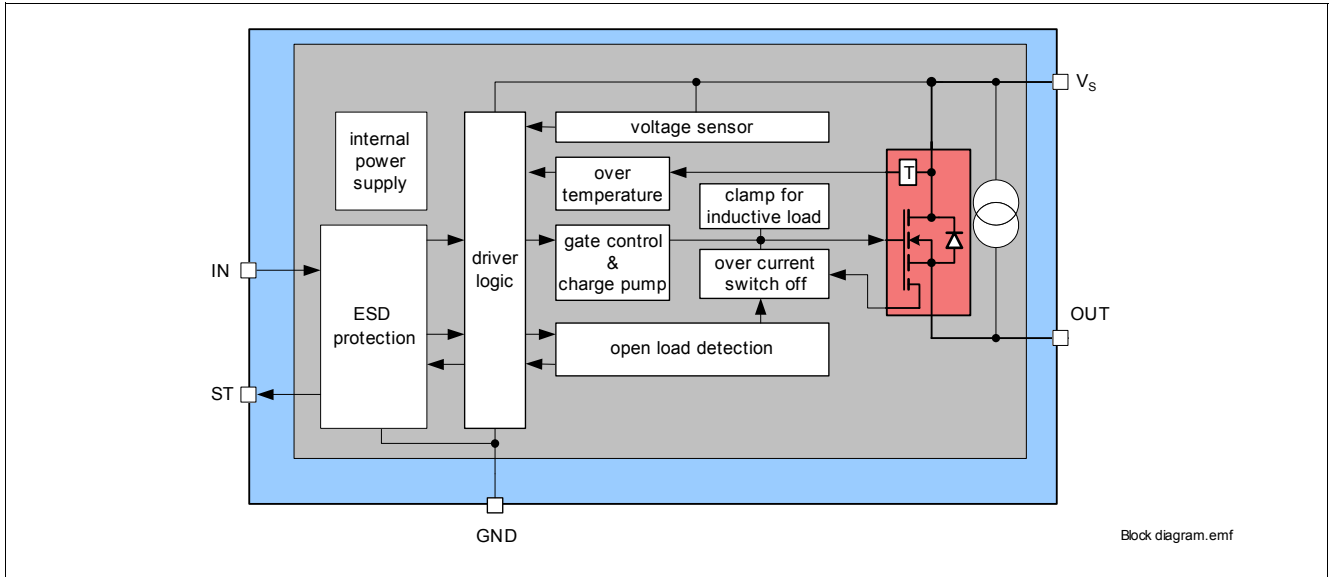 V_S
voltage sensor
internal
power
supply
T
over
temperature
clamp for
inductive load
IN
driver
logic
gate control
&
charge pump
over current
switch off
ESD
protection
OUT
open load detection
ST
GND
Block diagram.emf